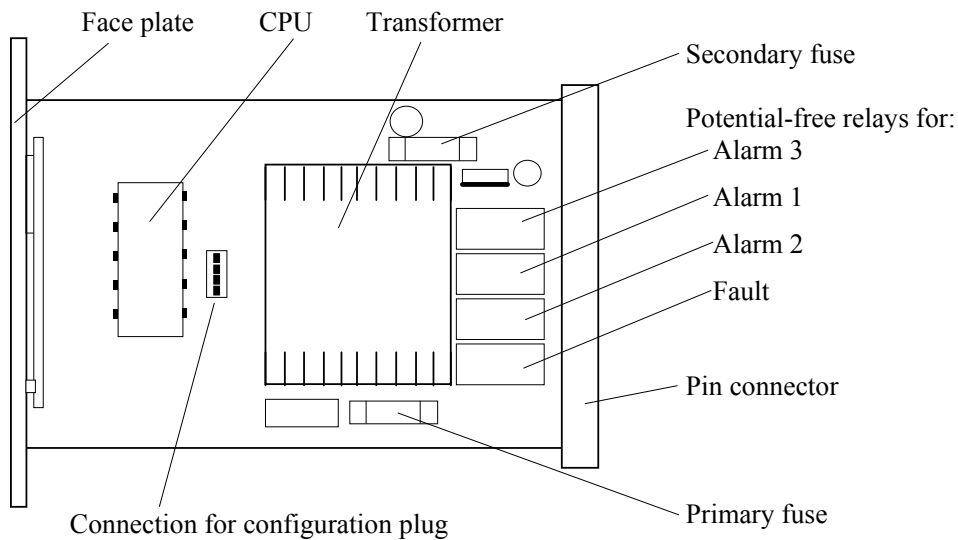 Face plate
CPU
Transformer
Secondary fuse
Potential-free relays for:
Alarm 3
Alarm 1
Alarm 2
Fault
Pin connector
Primary fuse
Connection for configuration plug